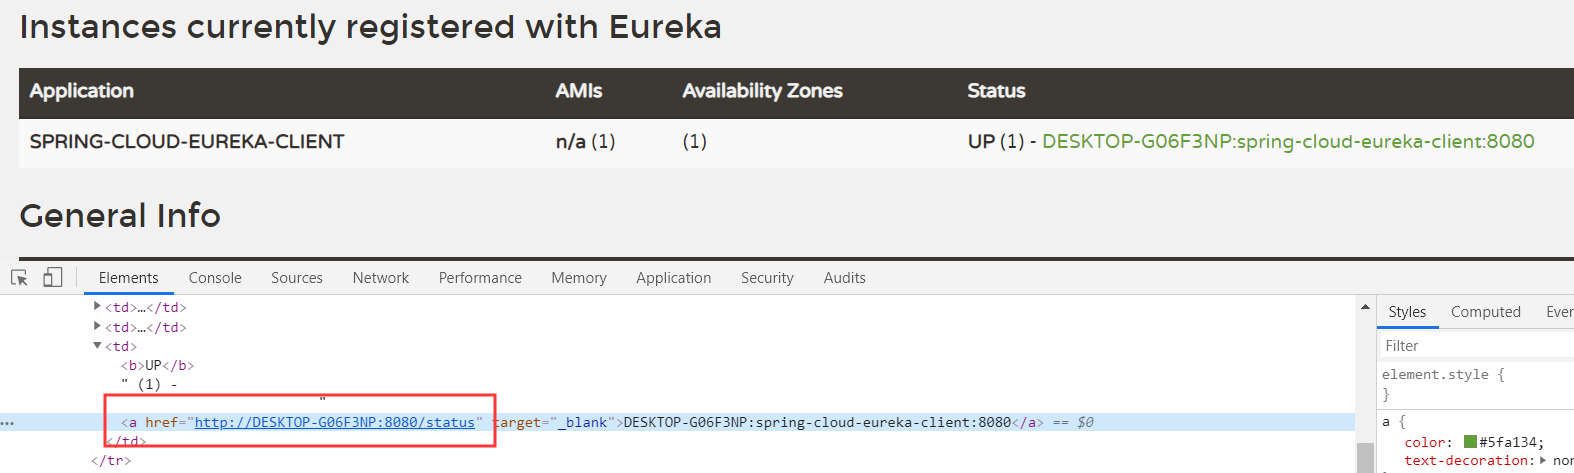 Instances currently registered with Eureka
Application AMIs Availability Zones Status
SPRING-CLOUD-EUREKA-CLIENT n/a (1) (1) UP (1) - DESKTOP-G06F3NP:spring-cloud-eureka-client:8080
General Info
Elements Console Sources Network Performance Memory Application Security Audits
<td>…</td>
<td>…</td>
<td>
<b>UP</b>
" (1) -
"
<a href="http://DESKTOP-G06F3NP:8080/status" target="_blank">DESKTOP-G06F3NP:spring-cloud-eureka-client:8080</a> == $0
</td>
</tr>
Styles Computed
Filter
element.style {
}
a {
color: #5fa134;
text-decoration: